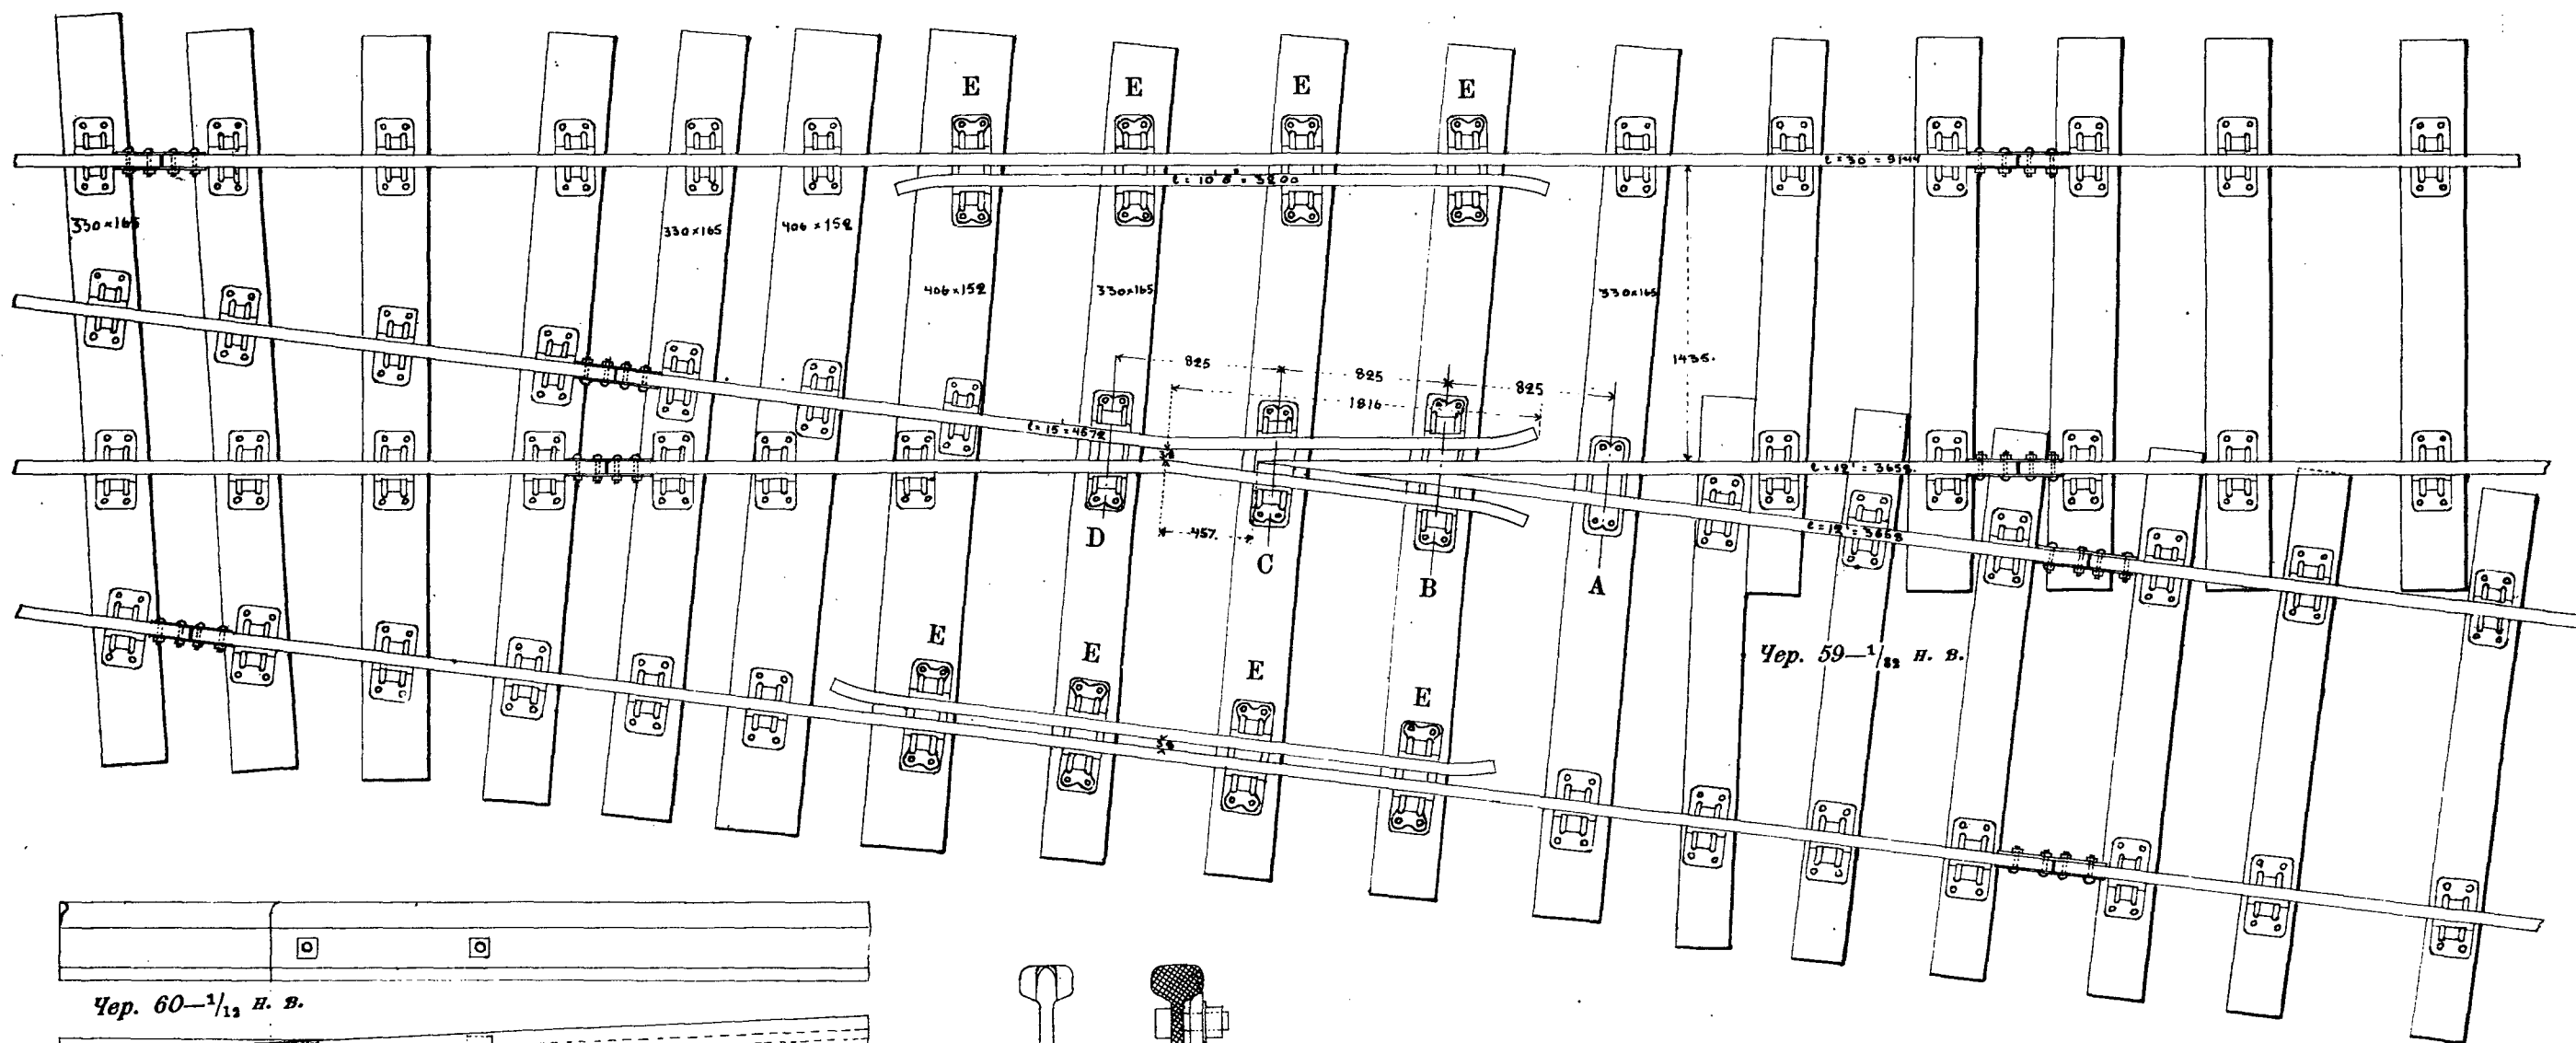 E E E E
l = 30' = 9144
l = 10' 8" = 3200
330×165
330×165
406×152
406×152
330×165
330×165
825
825
825
1816
1435.
l = 15' = 4572
38
l = 12' = 3658
457.
l = 12' = 3658
D
C
B
A
E
E
E
E
Чер. 59—1/32 н. в.
Чер. 60—1/12 н. в.